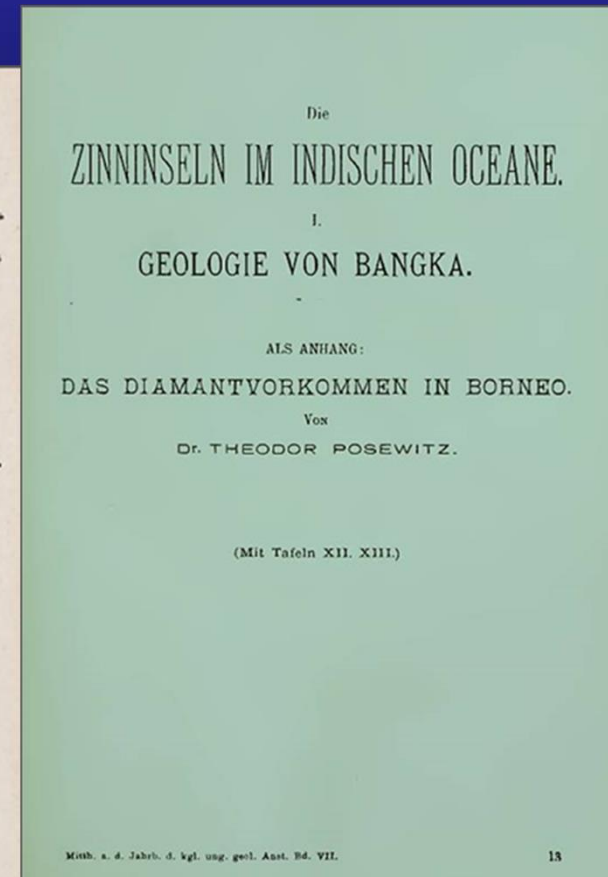 Die
ZINNINSELN IM INDISCHEN OCEANE.
I.
GEOLOGIE VON BANGKA.
ALS ANHANG:
DAS DIAMANTVORKOMMEN IN BORNEO.
VON
Dr. THEODOR POSEWITZ.
(Mit Tafeln XII. XIII.)
Mitth. a. d. Jahrb. d. kgl. ung. geol. Anst. Bd. VII.
13